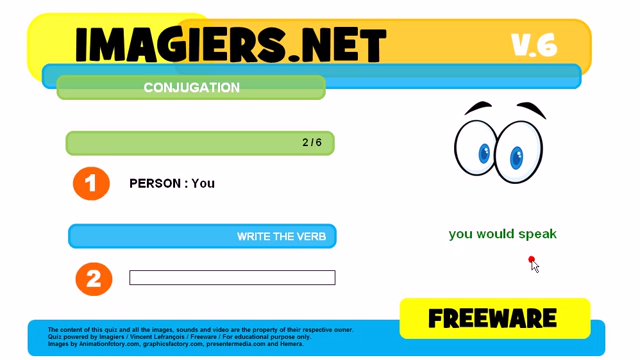 IMAGIERS.NET
V.6
CONJUGATION
2 / 6
1
PERSON : You
WRITE THE VERB
you would speak
2
FREEWARE
The content of this quiz and all the images, sounds and video are the property of their respective owner.
Quiz powered by Imagiers / Vincent Lefrançois / Freeware / For educational purpose only.
Images by Animationfctory.com, graphicsfactory.com, presentermedia.com and Hemera.